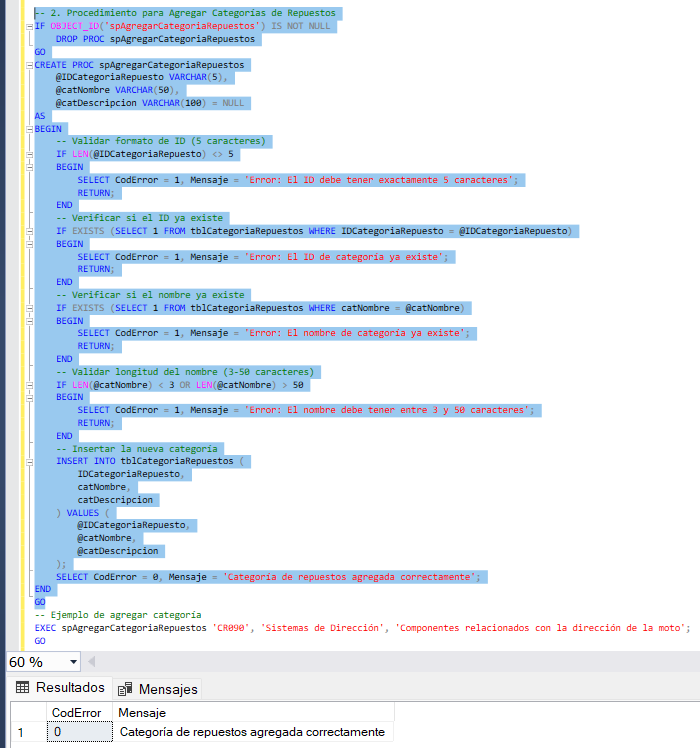 -- 2. Procedimiento para Agregar Categorías de Repuestos
IF OBJECT_ID('spAgregarCategoriaRepuestos') IS NOT NULL
    DROP PROC spAgregarCategoriaRepuestos
GO
CREATE PROC spAgregarCategoriaRepuestos
    @IDCategoriaRepuesto VARCHAR(5),
    @catNombre VARCHAR(50),
    @catDescripcion VARCHAR(100) = NULL
AS
BEGIN
    -- Validar formato de ID (5 caracteres)
    IF LEN(@IDCategoriaRepuesto) <> 5
    BEGIN
        SELECT CodError = 1, Mensaje = 'Error: El ID debe tener exactamente 5 caracteres';
        RETURN;
    END
    -- Verificar si el ID ya existe
    IF EXISTS (SELECT 1 FROM tblCategoriaRepuestos WHERE IDCategoriaRepuesto = @IDCategoriaRepuesto)
    BEGIN
        SELECT CodError = 1, Mensaje = 'Error: El ID de categoría ya existe';
        RETURN;
    END
    -- Verificar si el nombre ya existe
    IF EXISTS (SELECT 1 FROM tblCategoriaRepuestos WHERE catNombre = @catNombre)
    BEGIN
        SELECT CodError = 1, Mensaje = 'Error: El nombre de categoría ya existe';
        RETURN;
    END
    -- Validar longitud del nombre (3-50 caracteres)
    IF LEN(@catNombre) < 3 OR LEN(@catNombre) > 50
    BEGIN
        SELECT CodError = 1, Mensaje = 'Error: El nombre debe tener entre 3 y 50 caracteres';
        RETURN;
    END
    -- Insertar la nueva categoría
    INSERT INTO tblCategoriaRepuestos (
        IDCategoriaRepuesto,
        catNombre,
        catDescripcion
    ) VALUES (
        @IDCategoriaRepuesto,
        @catNombre,
        @catDescripcion
    );
    SELECT CodError = 0, Mensaje = 'Categoría de repuestos agregada correctamente';
END
GO
-- Ejemplo de agregar categoría
EXEC spAgregarCategoriaRepuestos 'CR090', 'Sistemas de Dirección', 'Componentes relacionados con la dirección de la moto';
GO
60 %
Resultados Mensajes
CodError Mensaje
1 0 Categoría de repuestos agregada correctamente